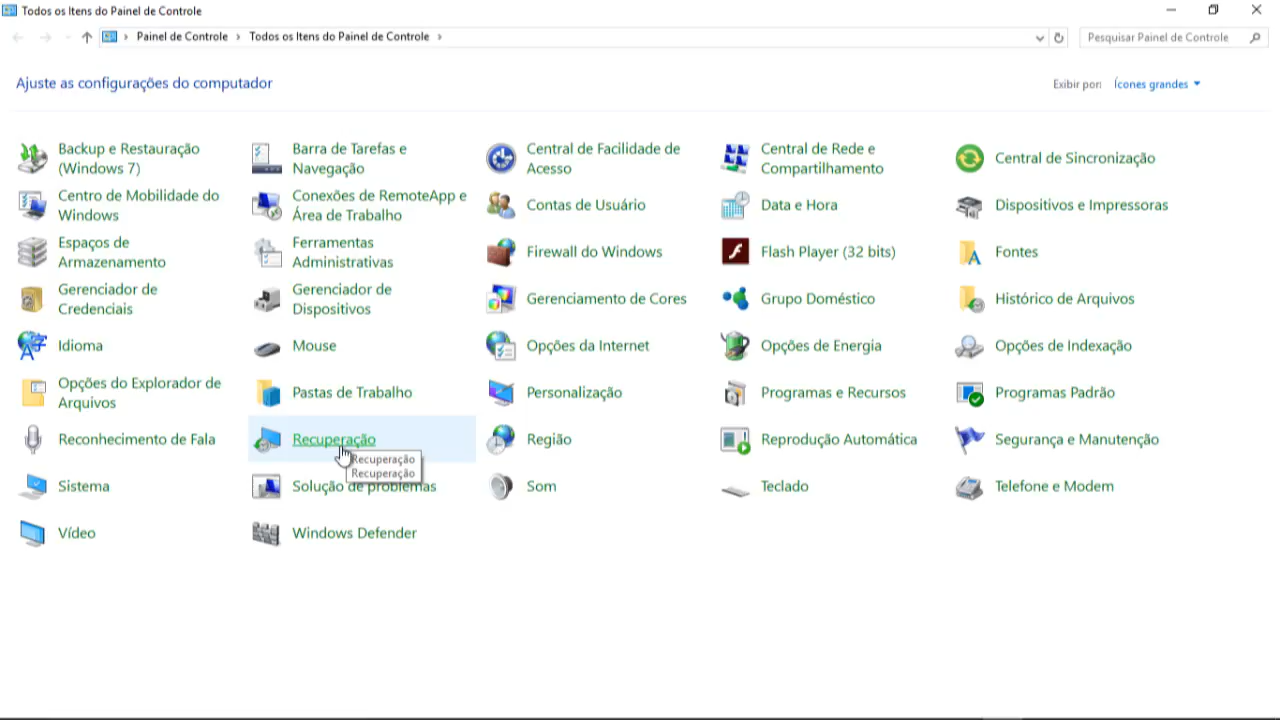 Todos os Itens do Painel de Controle
Painel de Controle › Todos os Itens do Painel de Controle ›
Pesquisar Painel de Controle
Ajuste as configurações do computador
Exibir por: Ícones grandes
Backup e Restauração
(Windows 7)
Barra de Tarefas e
Navegação
Central de Facilidade de
Acesso
Central de Rede e
Compartilhamento
Central de Sincronização
Centro de Mobilidade do
Windows
Conexões de RemoteApp e
Área de Trabalho
Contas de Usuário
Data e Hora
Dispositivos e Impressoras
Espaços de
Armazenamento
Ferramentas
Administrativas
Firewall do Windows
Flash Player (32 bits)
Fontes
Gerenciador de
Credenciais
Gerenciador de
Dispositivos
Gerenciamento de Cores
Grupo Doméstico
Histórico de Arquivos
Idioma
Mouse
Opções da Internet
Opções de Energia
Opções de Indexação
Opções do Explorador de
Arquivos
Pastas de Trabalho
Personalização
Programas e Recursos
Programas Padrão
Reconhecimento de Fala
Recuperação
Recuperação
Recuperação
Região
Reprodução Automática
Segurança e Manutenção
Sistema
Solução de problemas
Som
Teclado
Telefone e Modem
Vídeo
Windows Defender